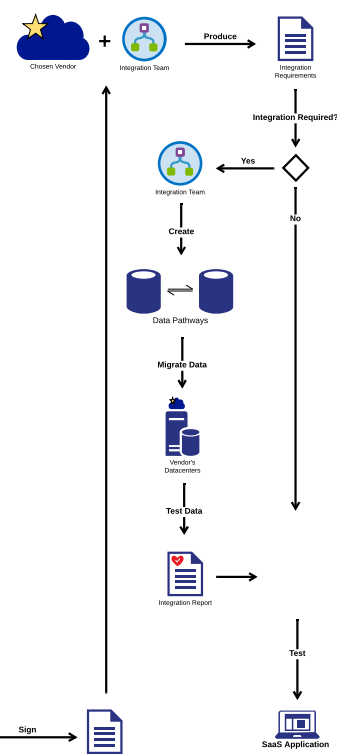 Chosen Vendor
Integration Team
Produce
Integration
Requirements
Integration Required?
Yes
Integration Team
No
Create
Data Pathways
Migrate Data
Vendor's
Datacenters
Test Data
Integration Report
Test
Sign
SaaS Application